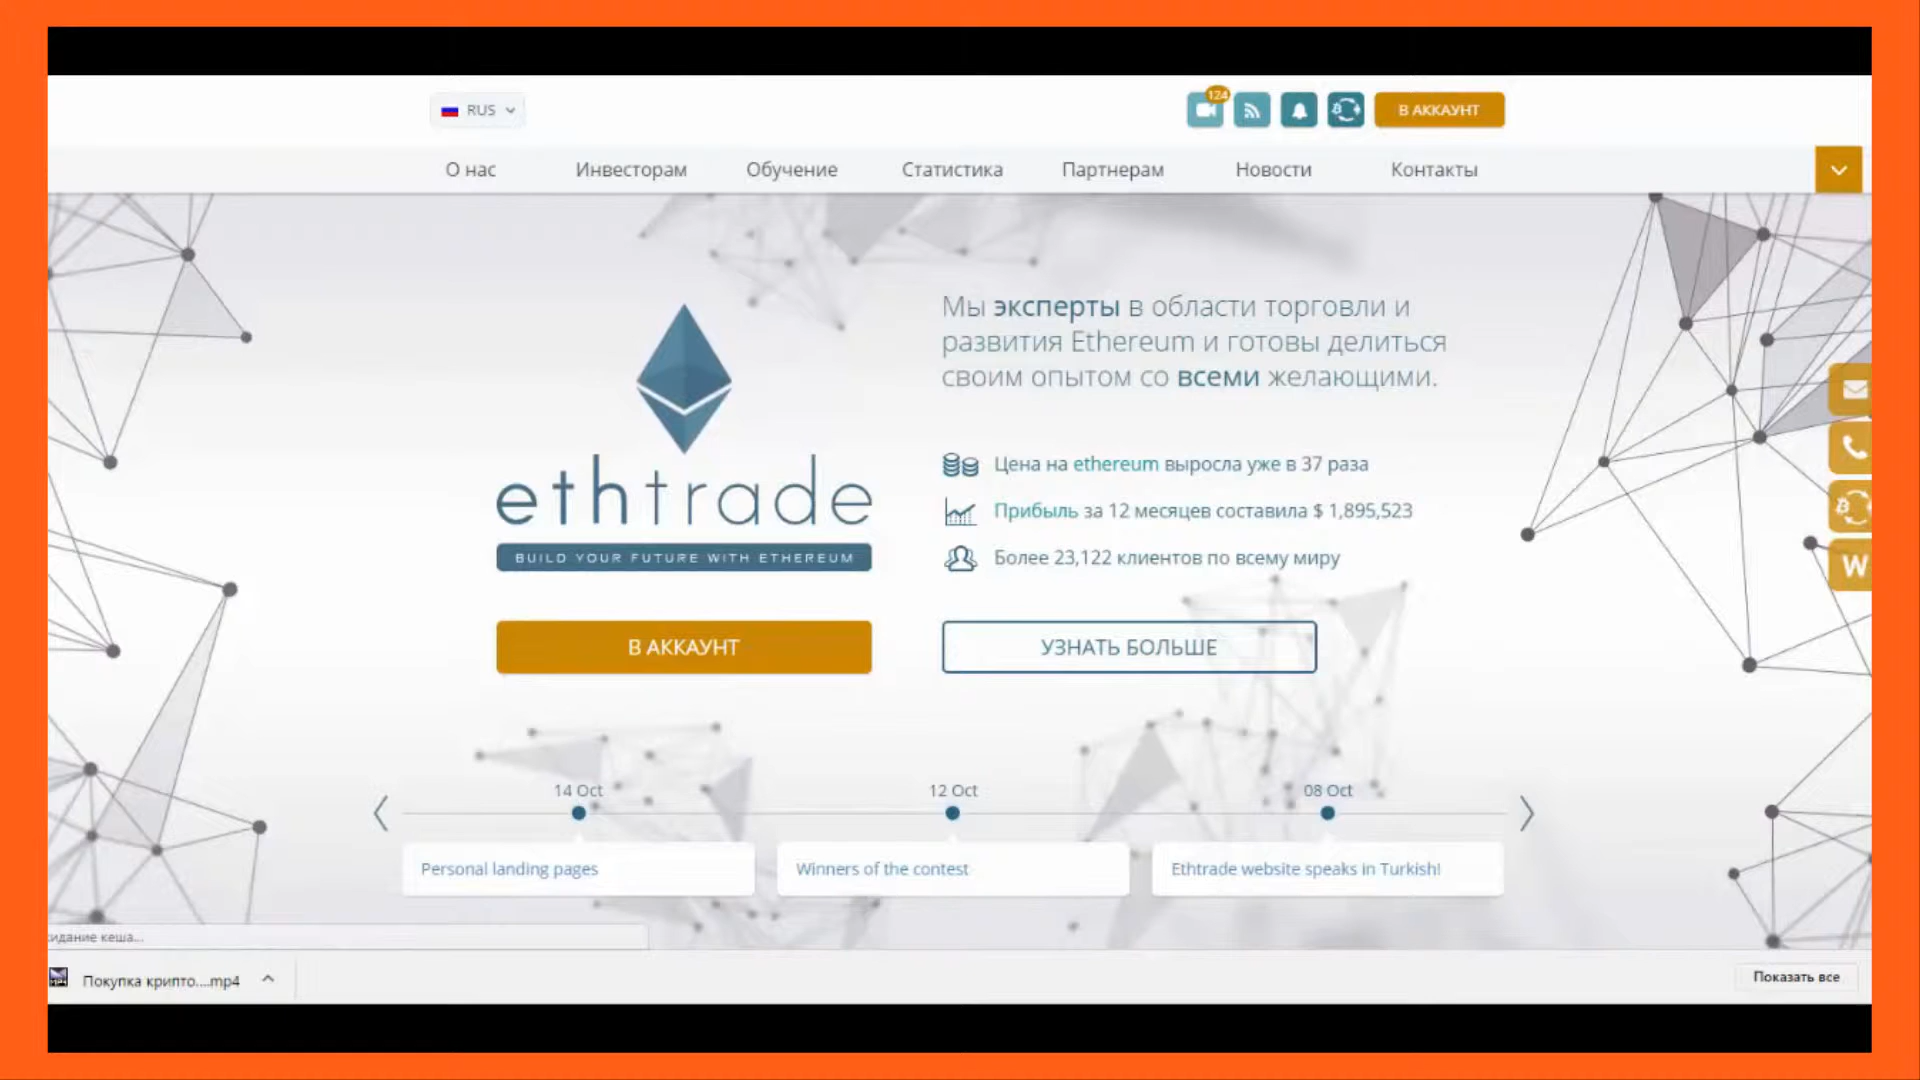 RUS
124
В АККАУНТ
О нас
Инвесторам
Обучение
Статистика
Партнерам
Новости
Контакты
Мы эксперты в области торговли и
развития Ethereum и готовы делиться
своим опытом со всеми желающими.
ethtrade
BUILD YOUR FUTURE WITH ETHEREUM
Цена на ethereum выросла уже в 37 раза
Прибыль за 12 месяцев составила $ 1,895,523
Более 23,122 клиентов по всему миру
W
В АККАУНТ
УЗНАТЬ БОЛЬШЕ
14 Oct
12 Oct
08 Oct
Personal landing pages
Winners of the contest
Ethtrade website speaks in Turkish!
идание кеша...
Покупка крипто....mp4
Показать все